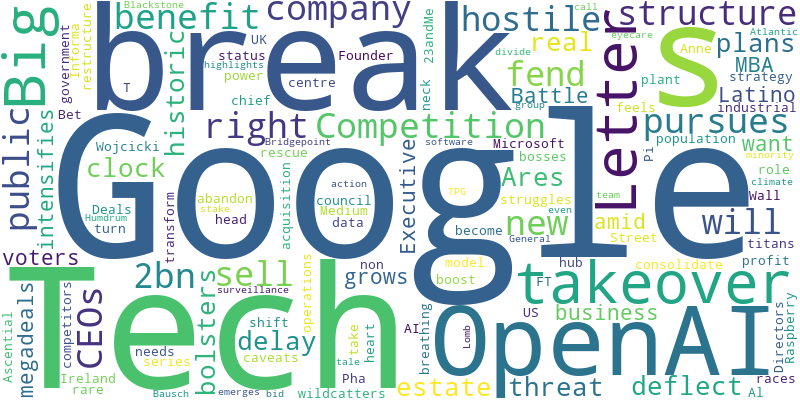 Blackstone
call
Big
benefit
company
hostile
structure
break
s
Letter
Google
Tech
OpenAI
takeover
government
Informa
restructure
T
UK
status
highlights
power
chief
Founder
centre
23andMe
neck
real
divide
eyecare
Atlantic
Anne
plans
MBA
strategy
fend
plant
Battle
group
feels
Latino
industrial
historic
public
intensifies
Bet
right
Competition
pursues
Wojcicki
Bridgepoint
rescue
software
Microsoft
bosses
population
Pi
want
clock
Executive
Ares
role
minority
climate
abandon
stake
action
council
Medium
data
TPG
struggles
even
team
Deals
Humdrum
turn
transform
head
acquisition
become
General
new
amid
Street
will
Wall
titans
voters
2bn
sell
operations
non
grows
model
boost
hub
FT
consolidate
profit
megadeals
competitors
CEOs
bolsters
surveillance
shift
delay
caveats
take
tale
heart
AI
breathing
Lomb
US
business
Directors
Raspberry
Ascential
needs
series
Ireland
rare
Bausch
emerges
bid
Pha
wildcatters
estate
threat
deflect
races
Al